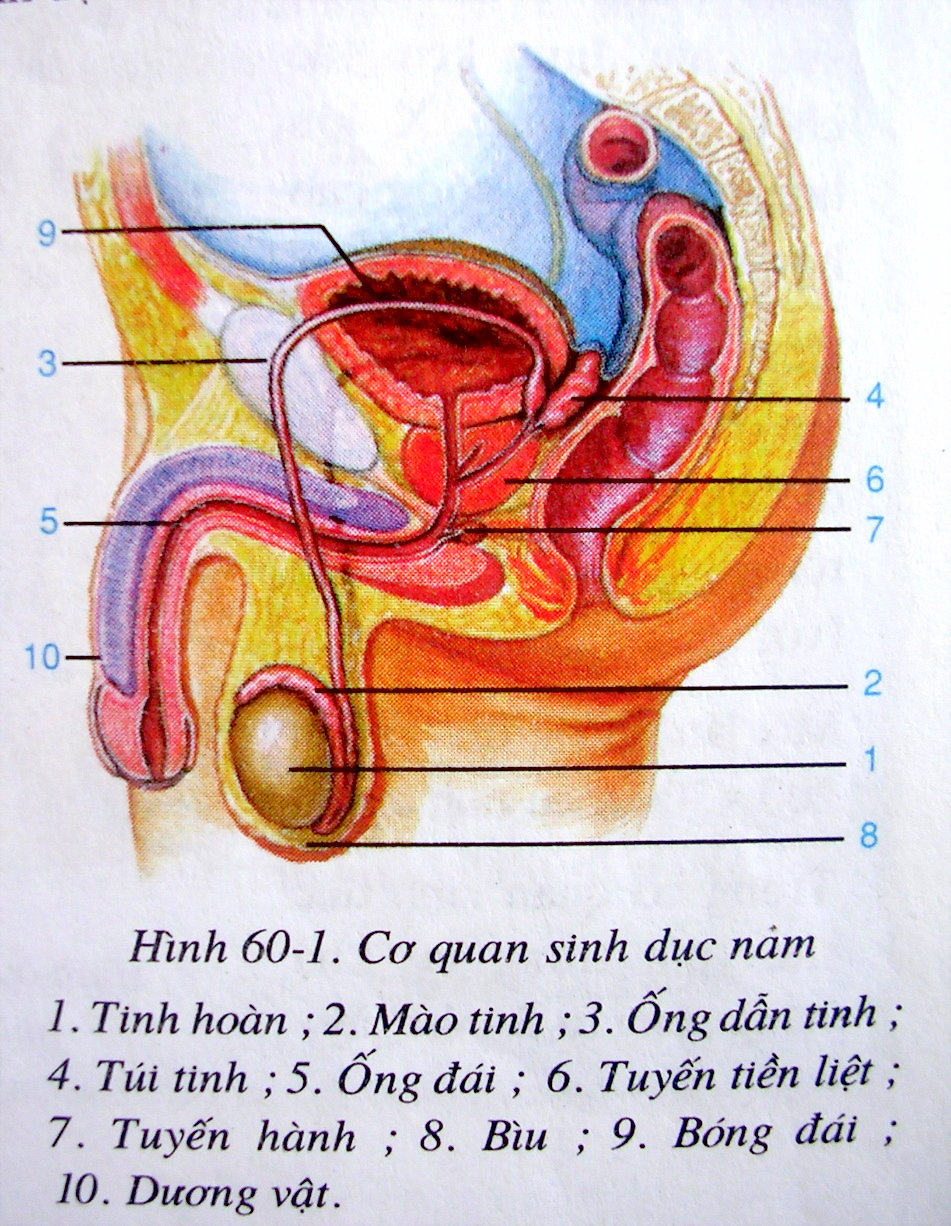 9
3
4
6
5
7
10
2
1
8
Hình 60-1. Cơ quan sinh dục nảm
1. Tinh hoàn ; 2. Mào tinh ; 3. Ống dẫn tinh ;
4. Túi tinh ; 5. Ống đái ; 6. Tuyến tiền liệt ;
7. Tuyến hành ; 8. Bìu ; 9. Bóng đái ;
10. Dương vật.